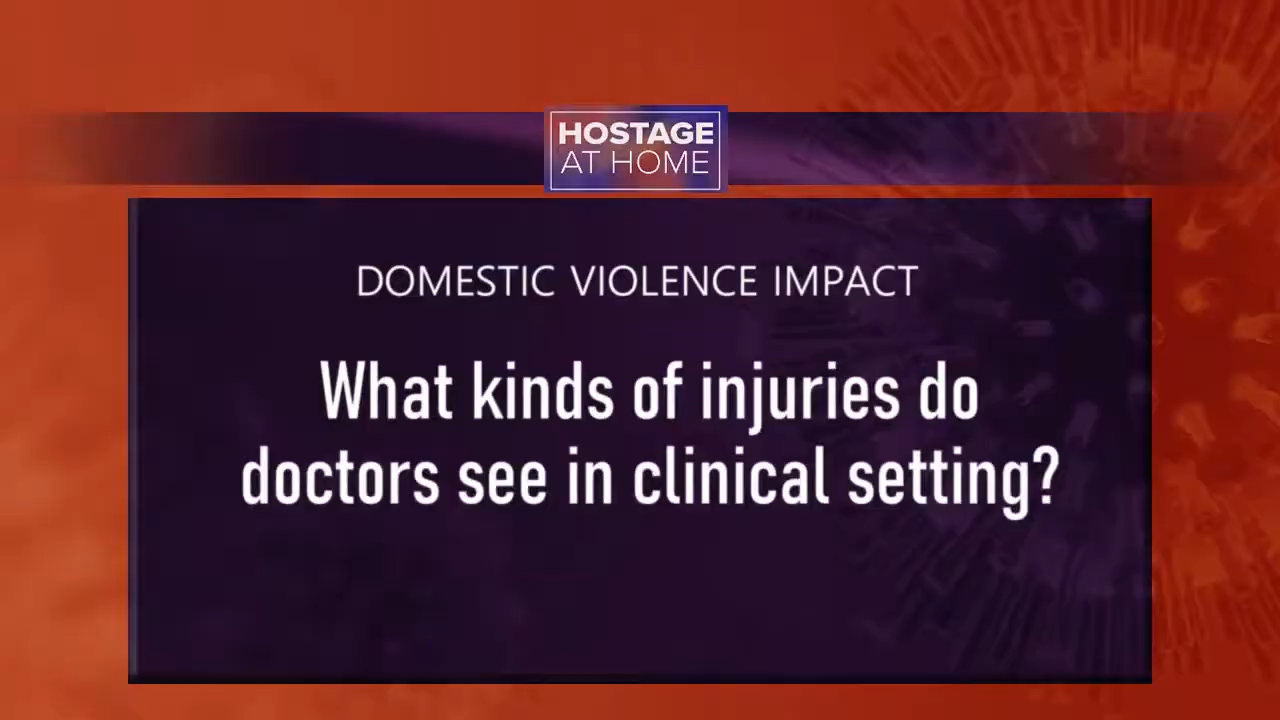 HOSTAGE
AT HOME
DOMESTIC VIOLENCE IMPACT
What kinds of injuries do
doctors see in clinical setting?